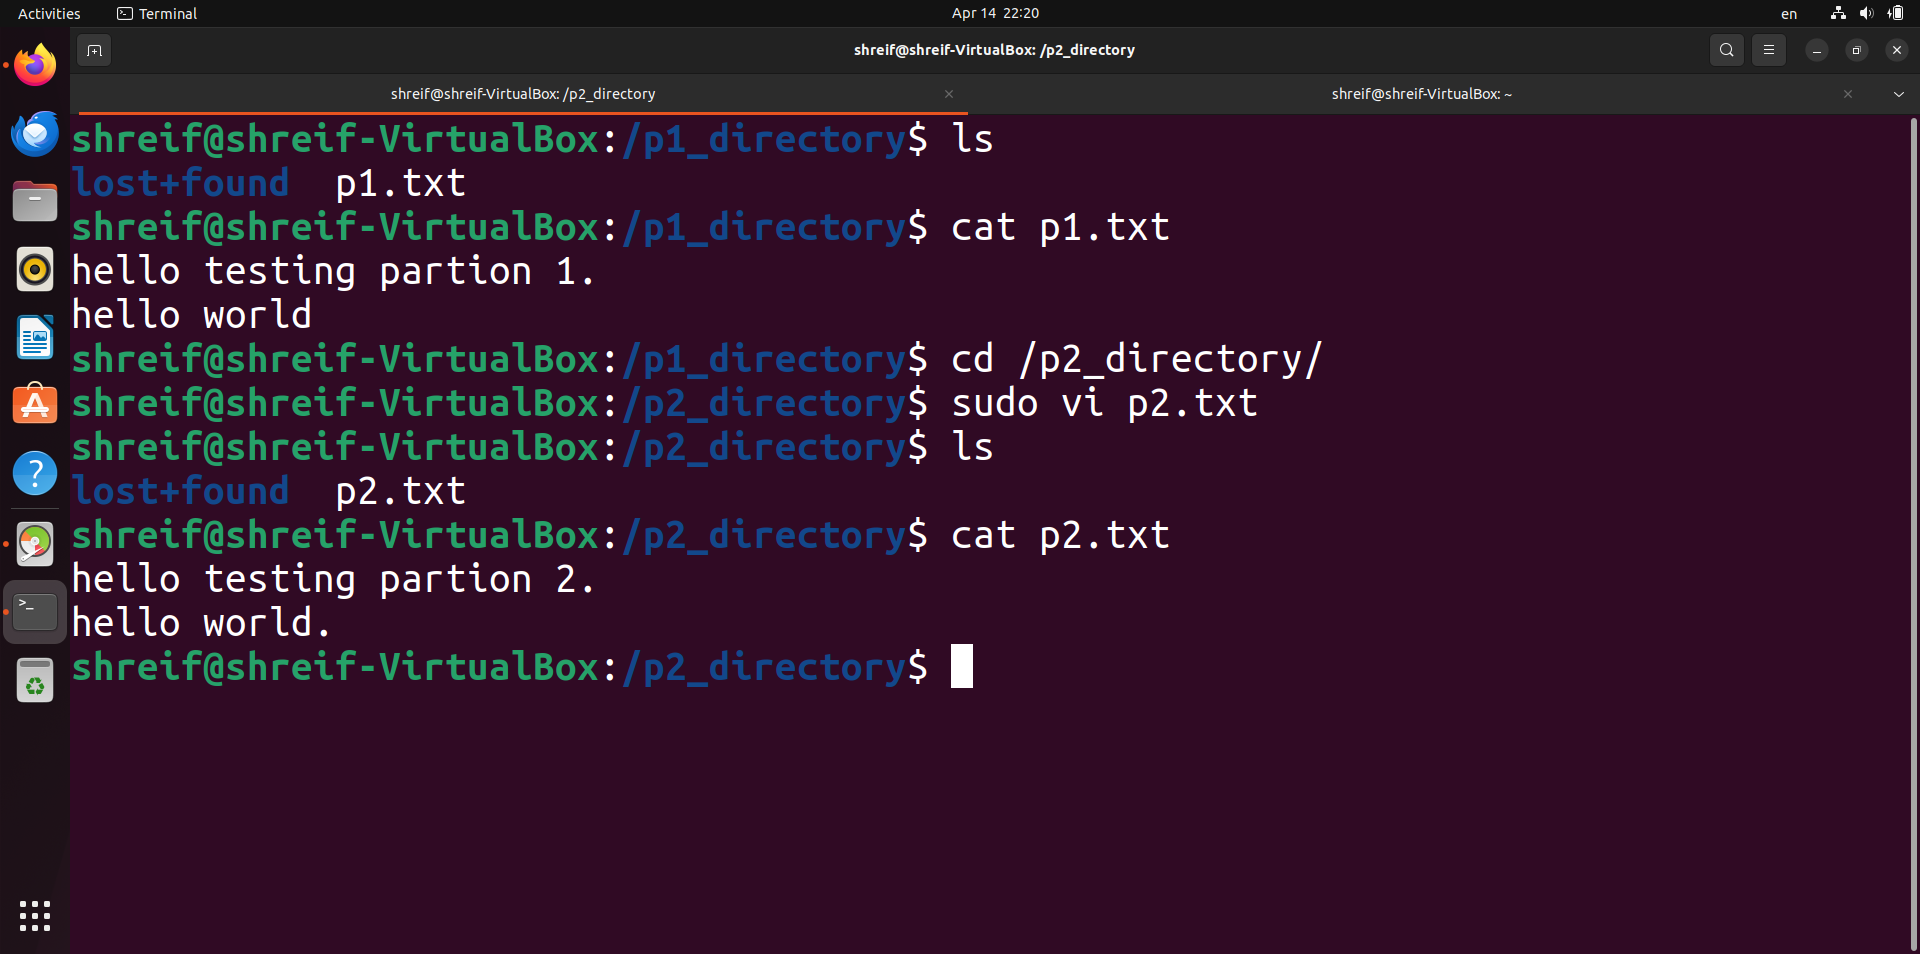 Activities Terminal Apr 14 22:20 en
shreif@shreif-VirtualBox: /p2_directory
shreif@shreif-VirtualBox: /p2_directory shreif@shreif-VirtualBox: ~
shreif@shreif-VirtualBox:/p1_directory$ ls
lost+found  p1.txt
shreif@shreif-VirtualBox:/p1_directory$ cat p1.txt
hello testing partion 1.
hello world
shreif@shreif-VirtualBox:/p1_directory$ cd /p2_directory/
shreif@shreif-VirtualBox:/p2_directory$ sudo vi p2.txt
shreif@shreif-VirtualBox:/p2_directory$ ls
lost+found  p2.txt
shreif@shreif-VirtualBox:/p2_directory$ cat p2.txt
hello testing partion 2.
hello world.
shreif@shreif-VirtualBox:/p2_directory$